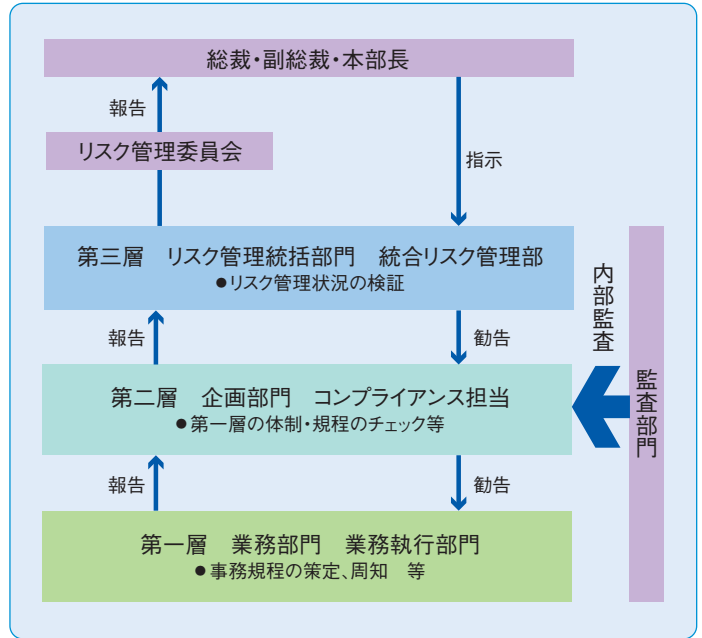 総裁・副総裁・本部長
報告
リスク管理委員会
指示
第三層　リスク管理統括部門　統合リスク管理部
●リスク管理状況の検証
報告
勧告
第二層　企画部門　コンプライアンス担当
●第一層の体制・規程のチェック等
報告
勧告
第一層　業務部門　業務執行部門
●事務規程の策定、周知　等
内部監査
監査部門